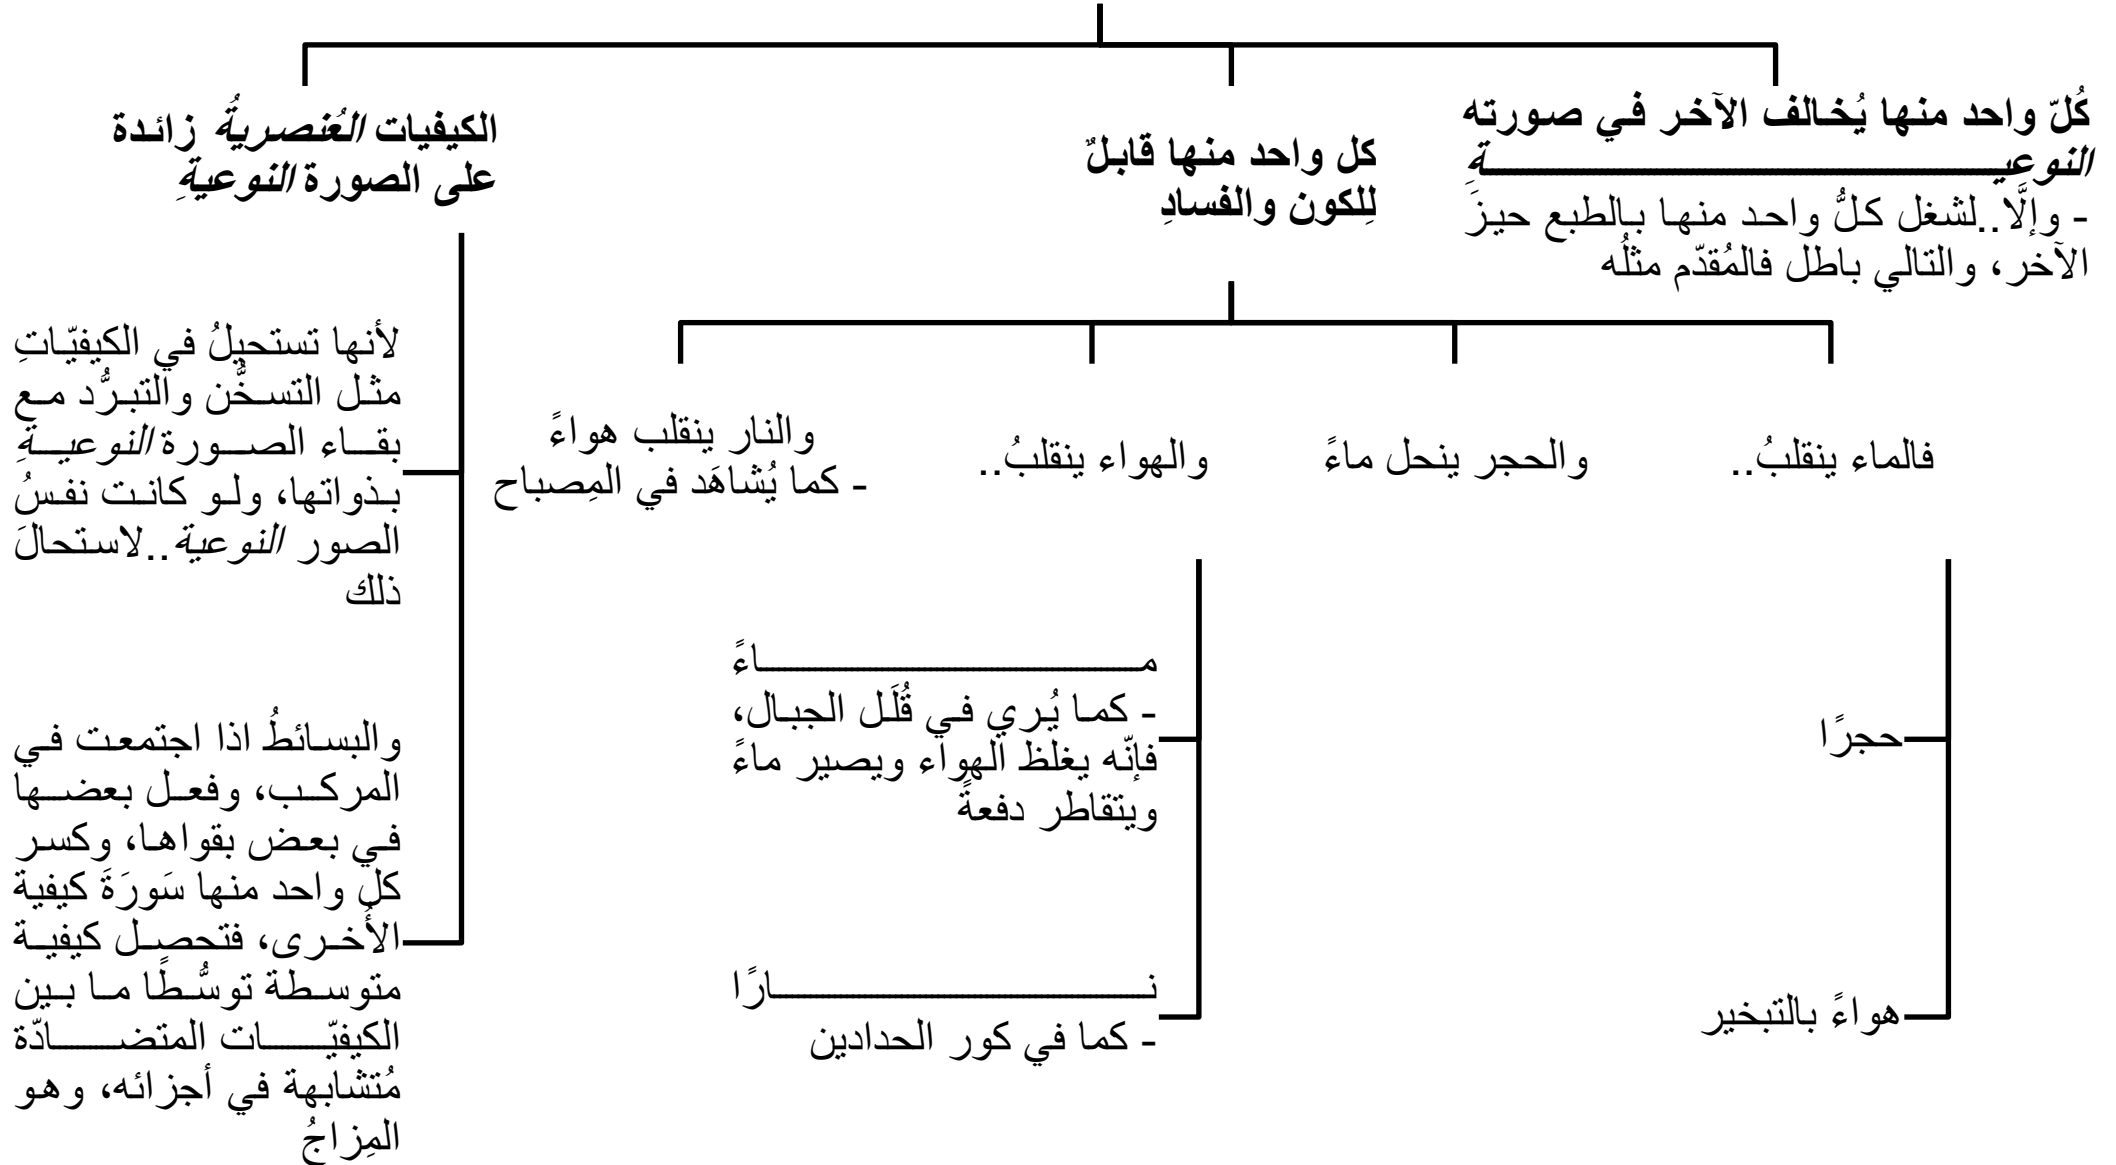 كُلّ واحد منها يُخالف الآخر في صورته
النوعيةِ
- وإلَّا..لشغل كلُّ واحد منها بالطبع حيزَ
الآخر، والتالي باطل فالمُقدّم مثلُه
كل واحد منها قابلٌ
لِلكون والفسادِ
فالماء ينقلبُ..
حجرًا
هواءً بالتبخير
والحجر ينحل ماءً
والهواء ينقلبُ..
مــاءً
- كما يُري في قُلَل الجبال،
فإنّه يغلظ الهواء ويصير ماءً
ويتقاطر دفعةً
نــارًا
- كما في كور الحدادين
والنار ينقلب هواءً
- كما يُشاهَد في المِصباح
الكيفيات العُنصريةُ زائدة
على الصورة النوعيةِ
لأنها تستحيلُ في الكيفيّاتِ
مثل التسخُّن والتبرُّد مع
بقاء الصورة النوعيةِ
بذواتها، ولو كانت نفسُ
الصور النوعية..لاستحالَ
ذلك
والبسائطُ اذا اجتمعت في
المركب، وفعل بعضها
في بعض بقواها، وكسر
كل واحد منها سَورَةَ كيفية
الأُخرى، فتحصل كيفية
متوسطة توسُّطًا ما بين
الكيفيّات المتضادّة
مُتشابهة في أجزائه، وهو
المِزاجُ